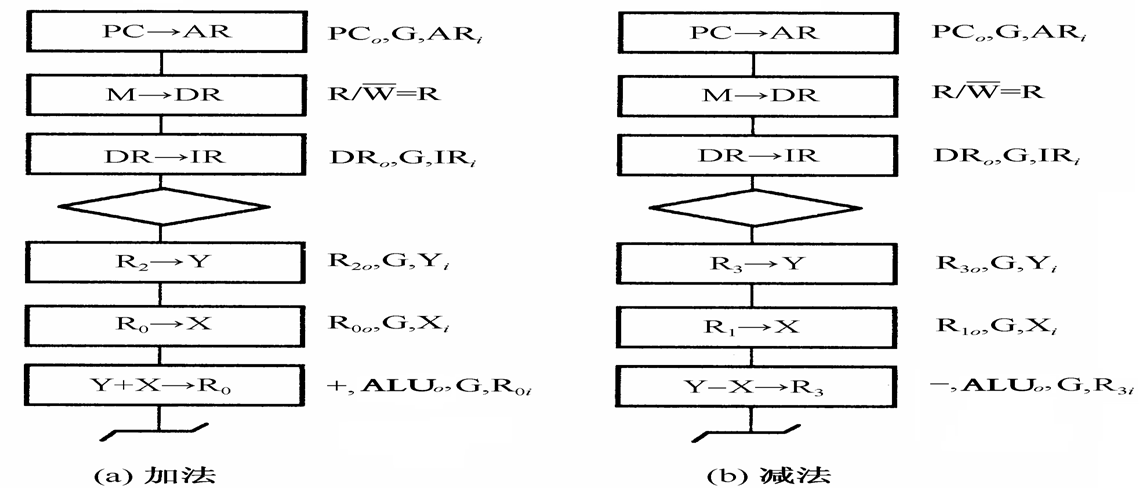 PC→AR PCₒ,G,ARᵢ
M→DR R/W̅=R
DR→IR DRₒ,G,IRᵢ
R₂→Y R₂ₒ,G,Yᵢ
R₀→X R₀ₒ,G,Xᵢ
Y+X→R₀ +,ALUₒ,G,R₀ᵢ
(a) 加法
PC→AR PCₒ,G,ARᵢ
M→DR R/W̅=R
DR→IR DRₒ,G,IRᵢ
R₃→Y R₃ₒ,G,Yᵢ
R₁→X R₁ₒ,G,Xᵢ
Y−X→R₃ −,ALUₒ,G,R₃ᵢ
(b) 减法